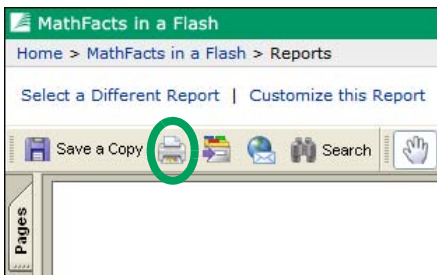 MathFacts in a Flash
Home > MathFacts in a Flash > Reports
Select a Different Report | Customize this Report
Save a Copy Search
Pages